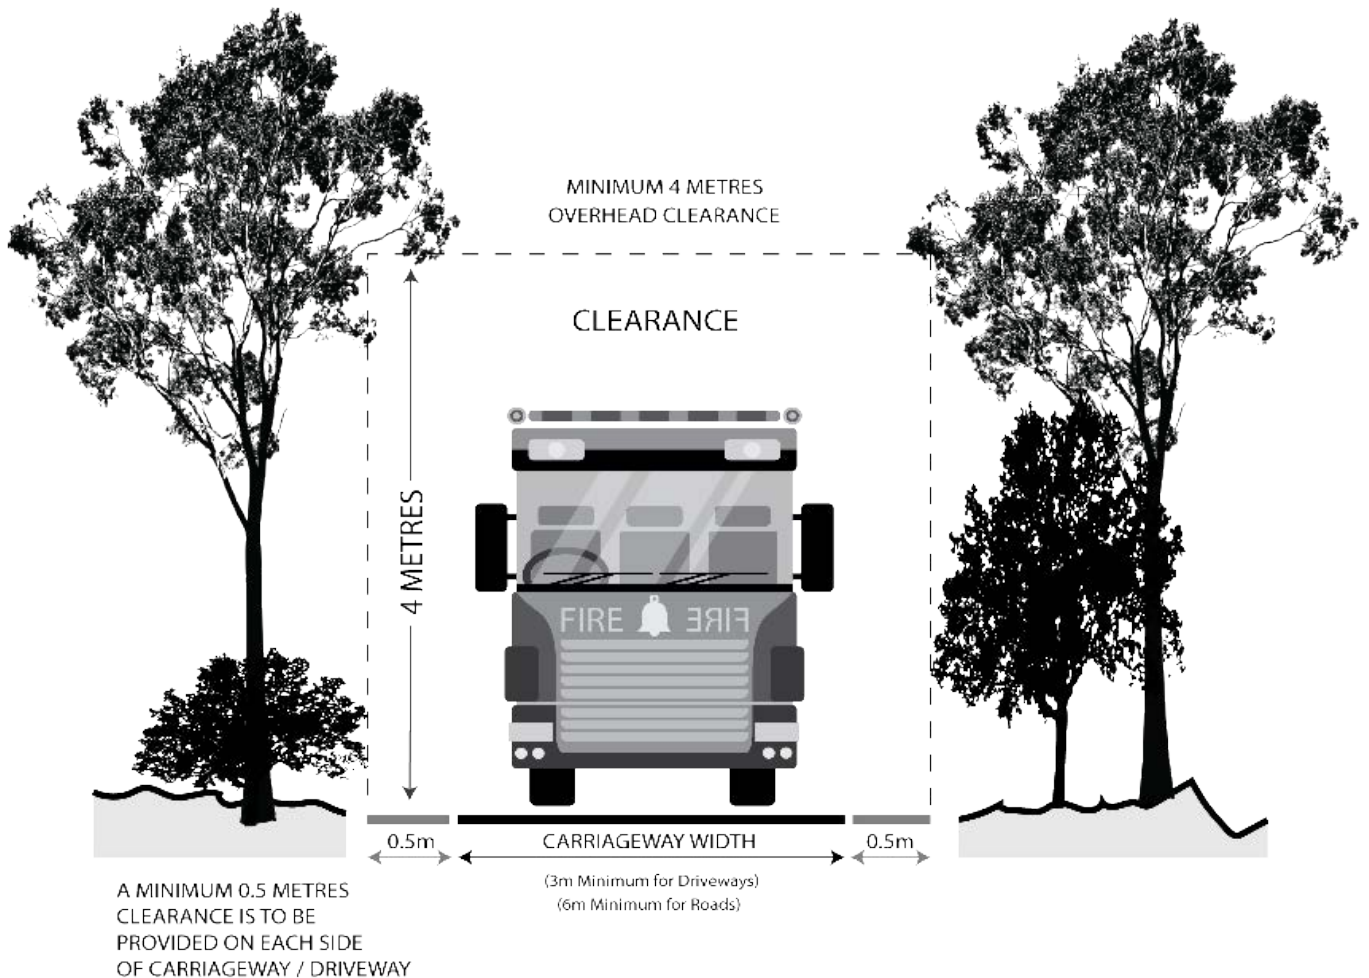 MINIMUM 4 METRES
OVERHEAD CLEARANCE
CLEARANCE
4 METRES
FIRE FIRE
0.5m CARRIAGEWAY WIDTH 0.5m
(3m Minimum for Driveways)
(6m Minimum for Roads)
A MINIMUM 0.5 METRES
CLEARANCE IS TO BE
PROVIDED ON EACH SIDE
OF CARRIAGEWAY / DRIVEWAY